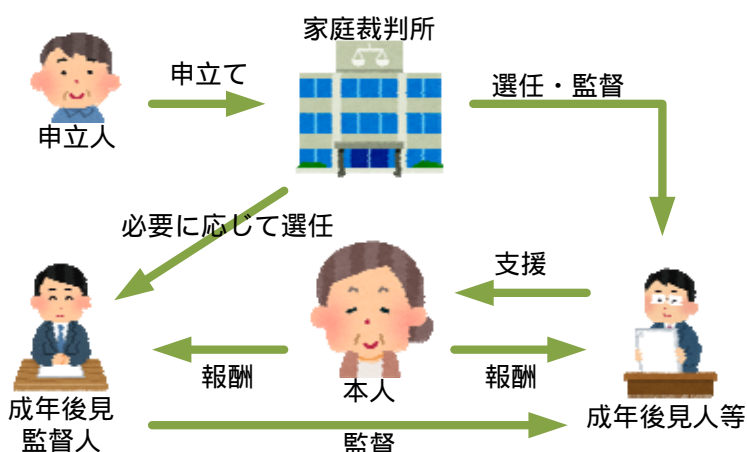 家庭裁判所
申立て
選任・監督
申立人
必要に応じて選任
支援
報酬
本人
報酬
成年後見
監督人
成年後見人等
監督